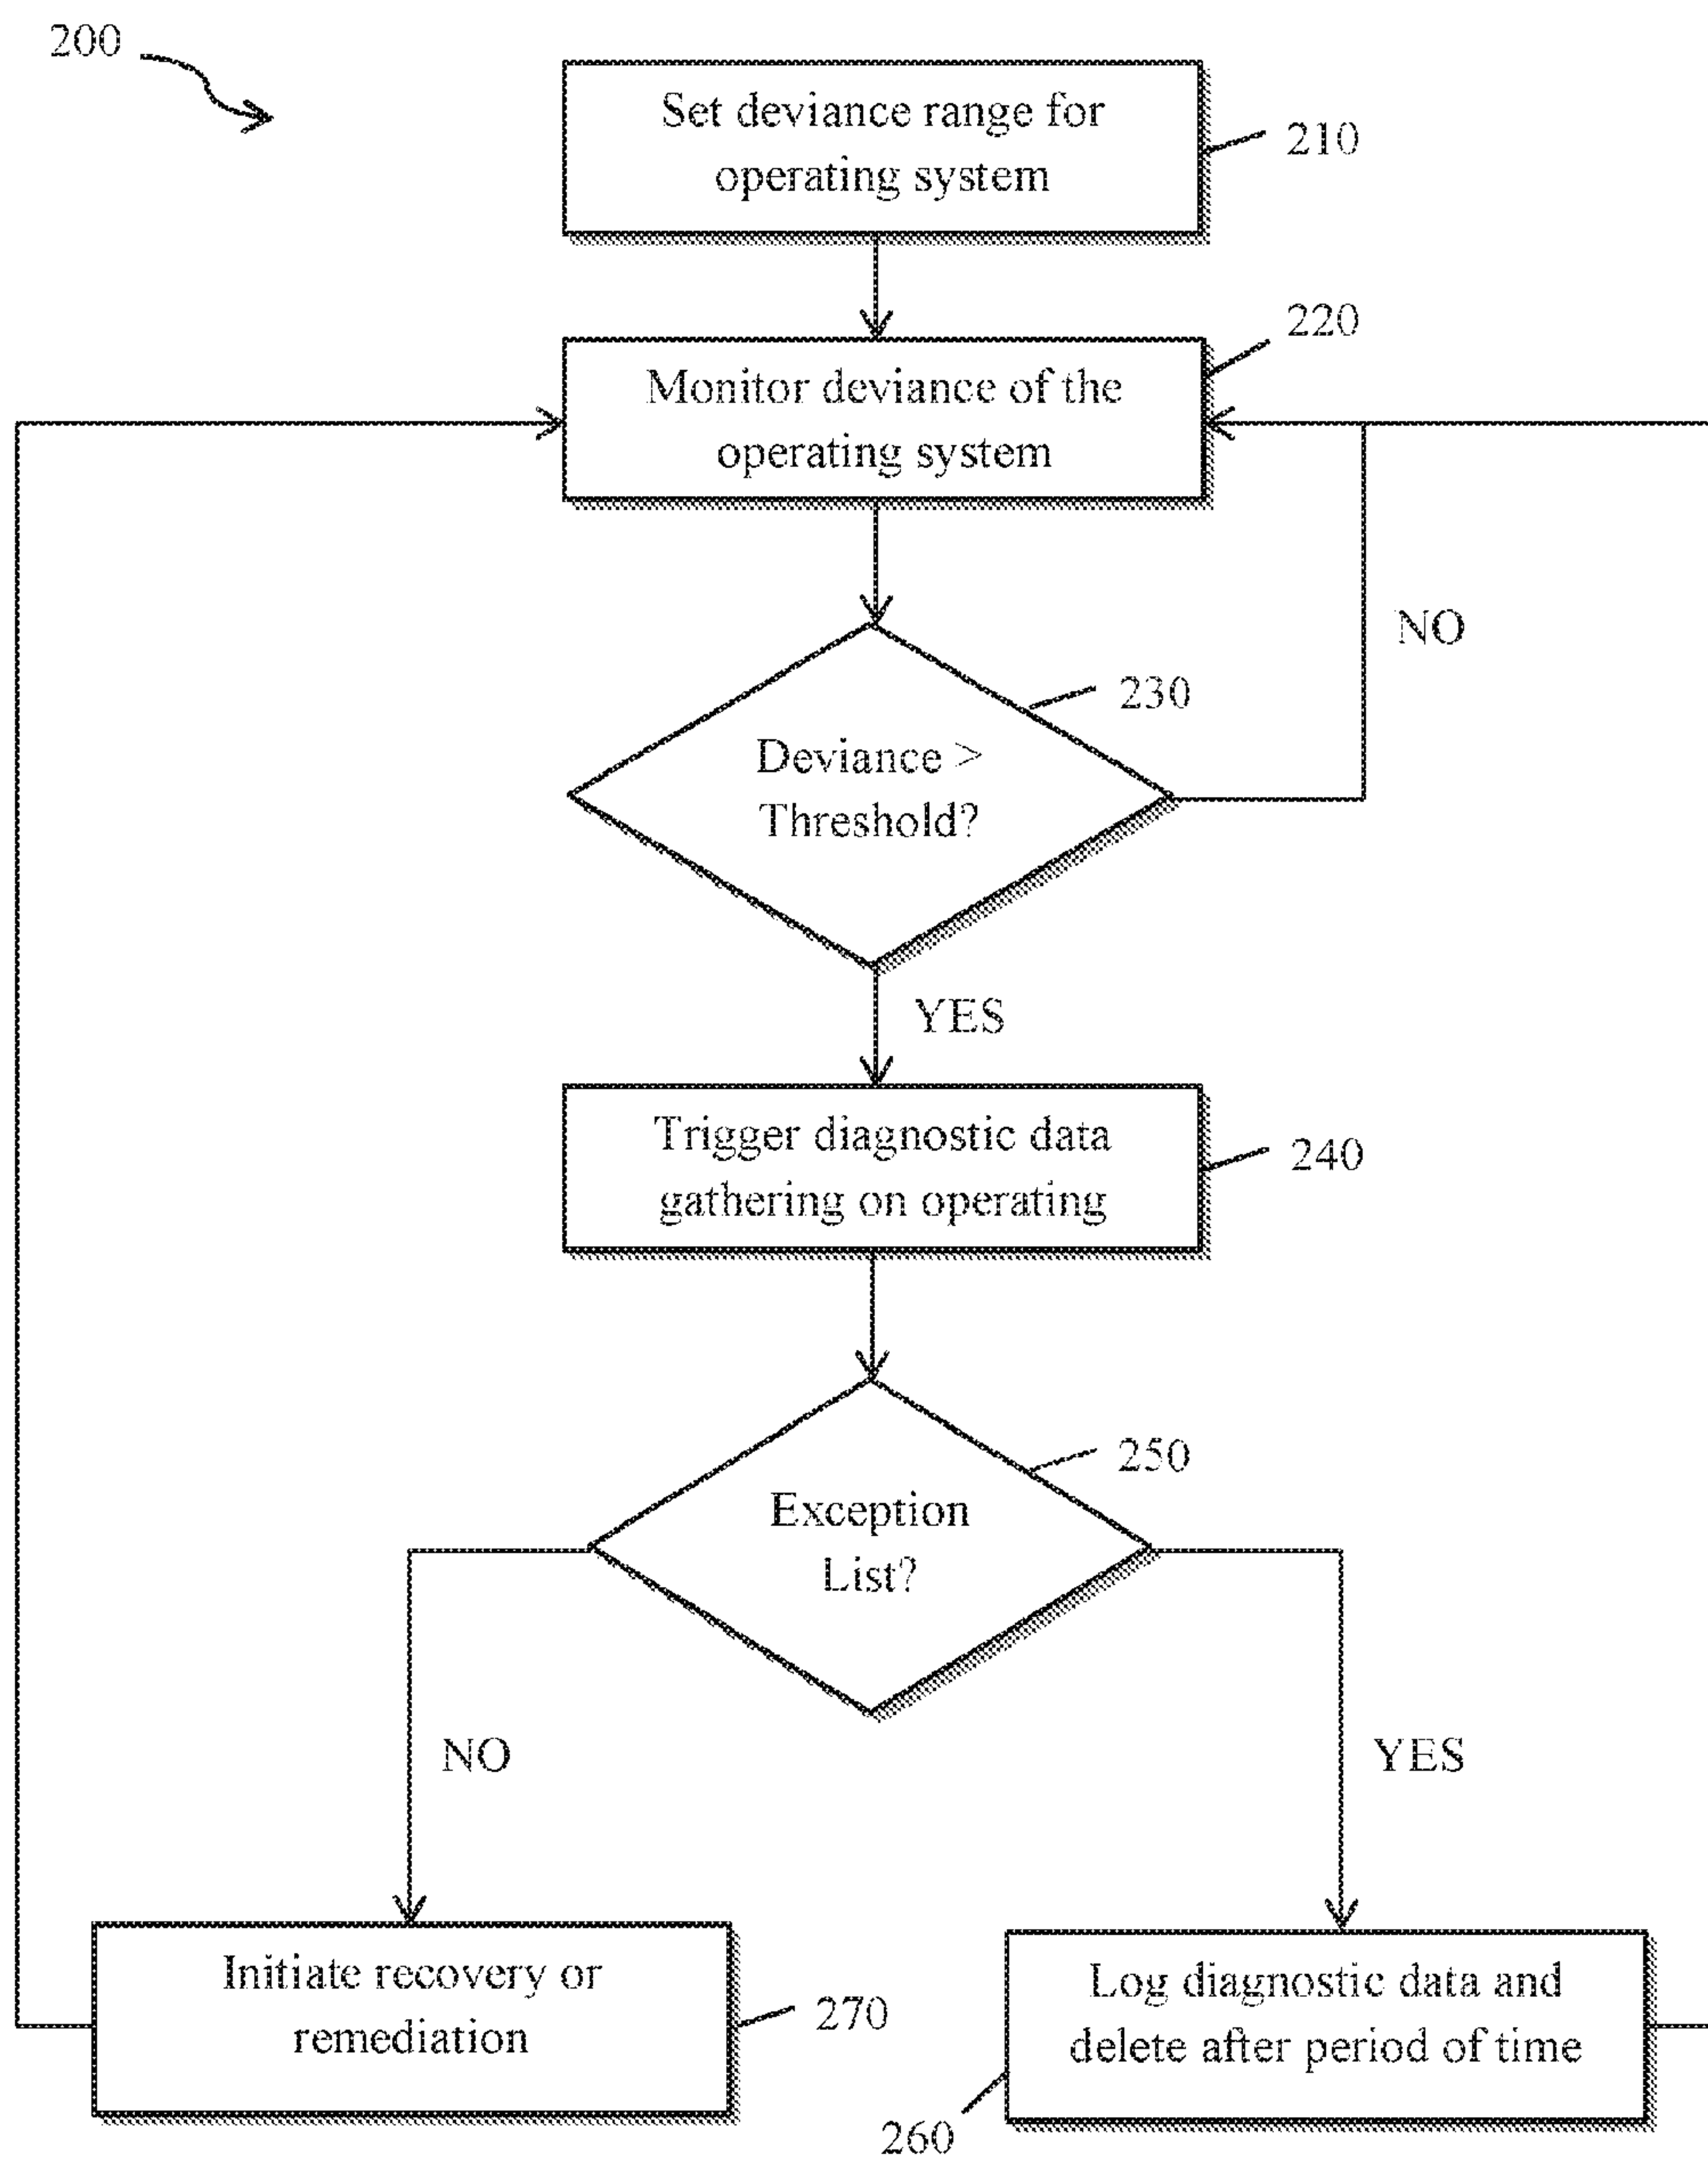 200
Set deviance range for
operating system
210
220
Monitor deviance of the
operating system
NO
230
Deviance >
Threshold?
YES
Trigger diagnostic data
gathering on operating
240
250
Exception
List?
NO
YES
Initiate recovery or
remediation
270
Log diagnostic data and
delete after period of time
260